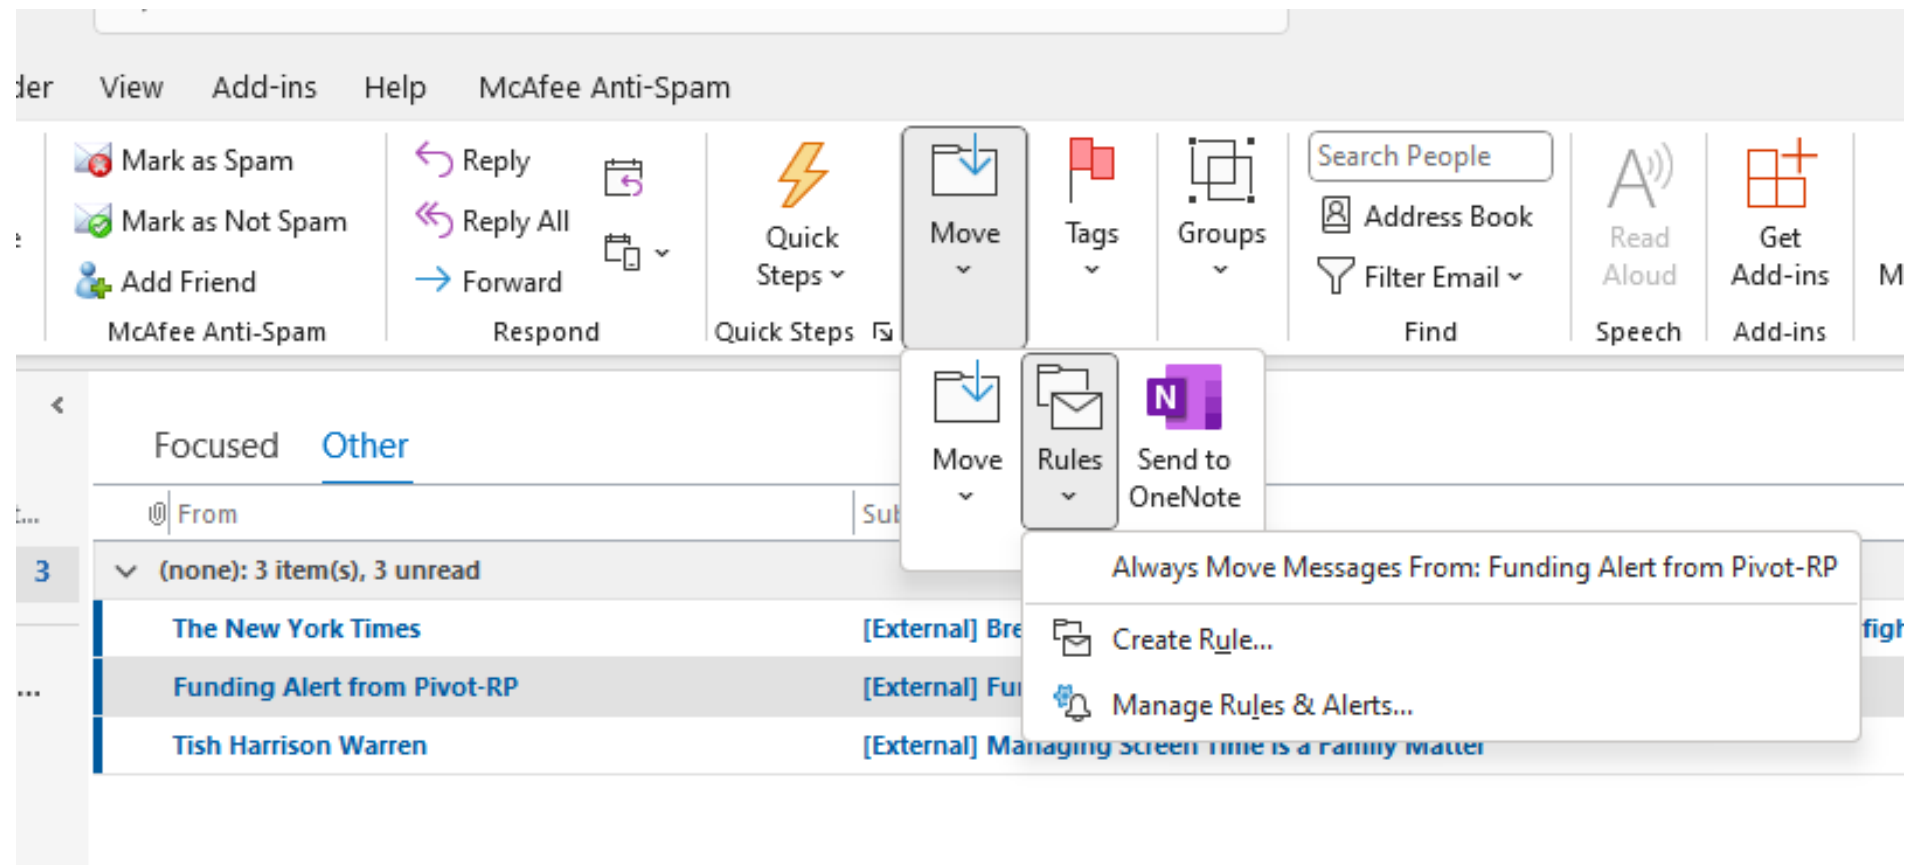 View Add-ins Help McAfee Anti-Spam
Mark as Spam
Mark as Not Spam
Add Friend
McAfee Anti-Spam
Reply
Reply All
Forward
Respond
Quick
Steps
Quick Steps
Move
Tags
Groups
Search People
Address Book
Filter Email
Find
Read
Aloud
Speech
Get
Add-ins
Add-ins
M
Move
Rules
N
Send to
OneNote
Focused Other
From
(none): 3 item(s), 3 unread
3
Always Move Messages From: Funding Alert from Pivot-RP
Create Rule...
Manage Rules & Alerts...
The New York Times [External]
Funding Alert from Pivot-RP [External]
Tish Harrison Warren [External] Managing Screen Time is a Family Matter